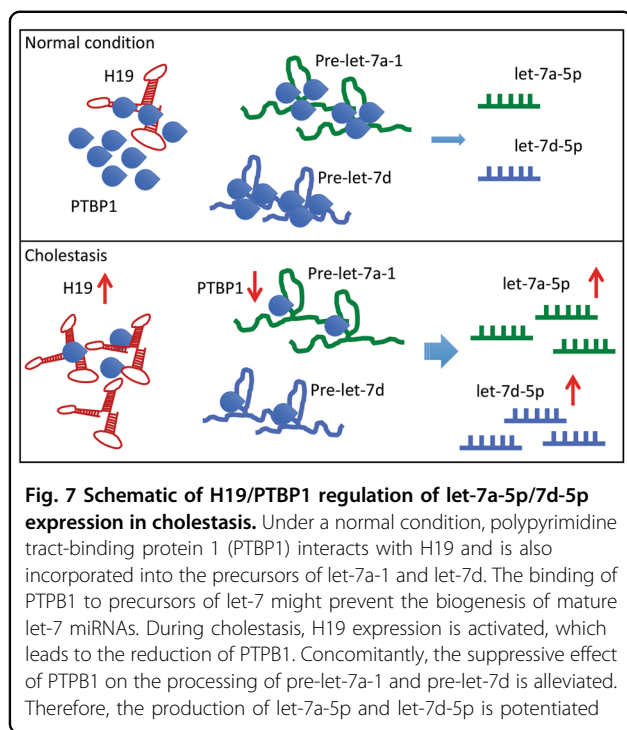 Normal condition
H19
Pre-let-7a-1
let-7a-5p
let-7d-5p
PTBP1
Pre-let-7d
Cholestasis
H19
PTBP1
Pre-let-7a-1
let-7a-5p
Pre-let-7d
let-7d-5p
Fig. 7 Schematic of H19/PTBP1 regulation of let-7a-5p/7d-5p
expression in cholestasis. Under a normal condition, polypyrimidine
tract-binding protein 1 (PTBP1) interacts with H19 and is also
incorporated into the precursors of let-7a-1 and let-7d. The binding of
PTPB1 to precursors of let-7 might prevent the biogenesis of mature
let-7 miRNAs. During cholestasis, H19 expression is activated, which
leads to the reduction of PTBP1. Concomitantly, the suppressive effect
of PTBP1 on the processing of pre-let-7a-1 and pre-let-7d is alleviated.
Therefore, the production of let-7a-5p and let-7d-5p is potentiated